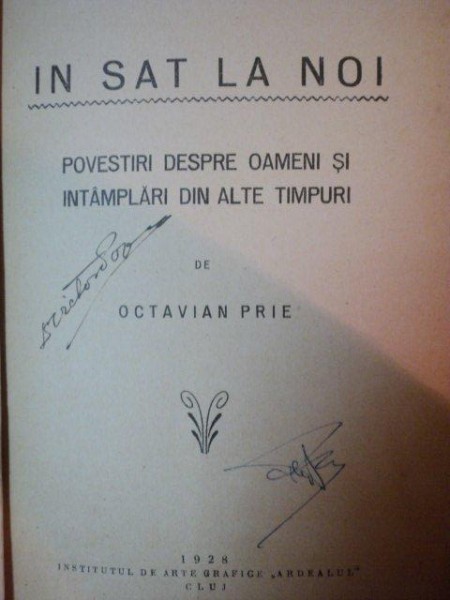 IN SAT LA NOI
POVESTIRI DESPRE OAMENI ȘI
INTÂMPLĂRI DIN ALTE TIMPURI
DE
OCTAVIAN PRIE
1928
INSTITUTUL DE ARTE GRAFICE „ARDEALUL"
CLUJ